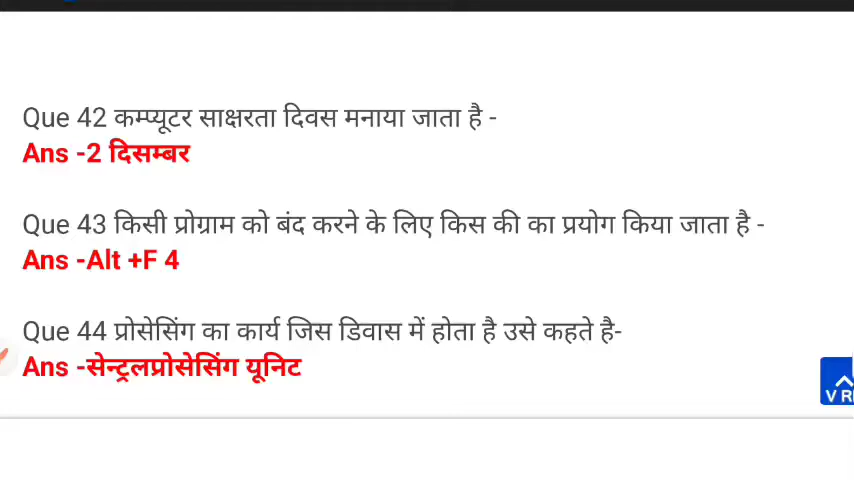 Que 42 कम्प्यूटर साक्षरता दिवस मनाया जाता है -
Ans -2 दिसम्बर
Que 43 किसी प्रोग्राम को बंद करने के लिए किस की का प्रयोग किया जाता है -
Ans -Alt +F 4
Que 44 प्रोसेसिंग का कार्य जिस डिवास में होता है उसे कहते है-
Ans -सेन्ट्रलप्रोसेसिंग यूनिट